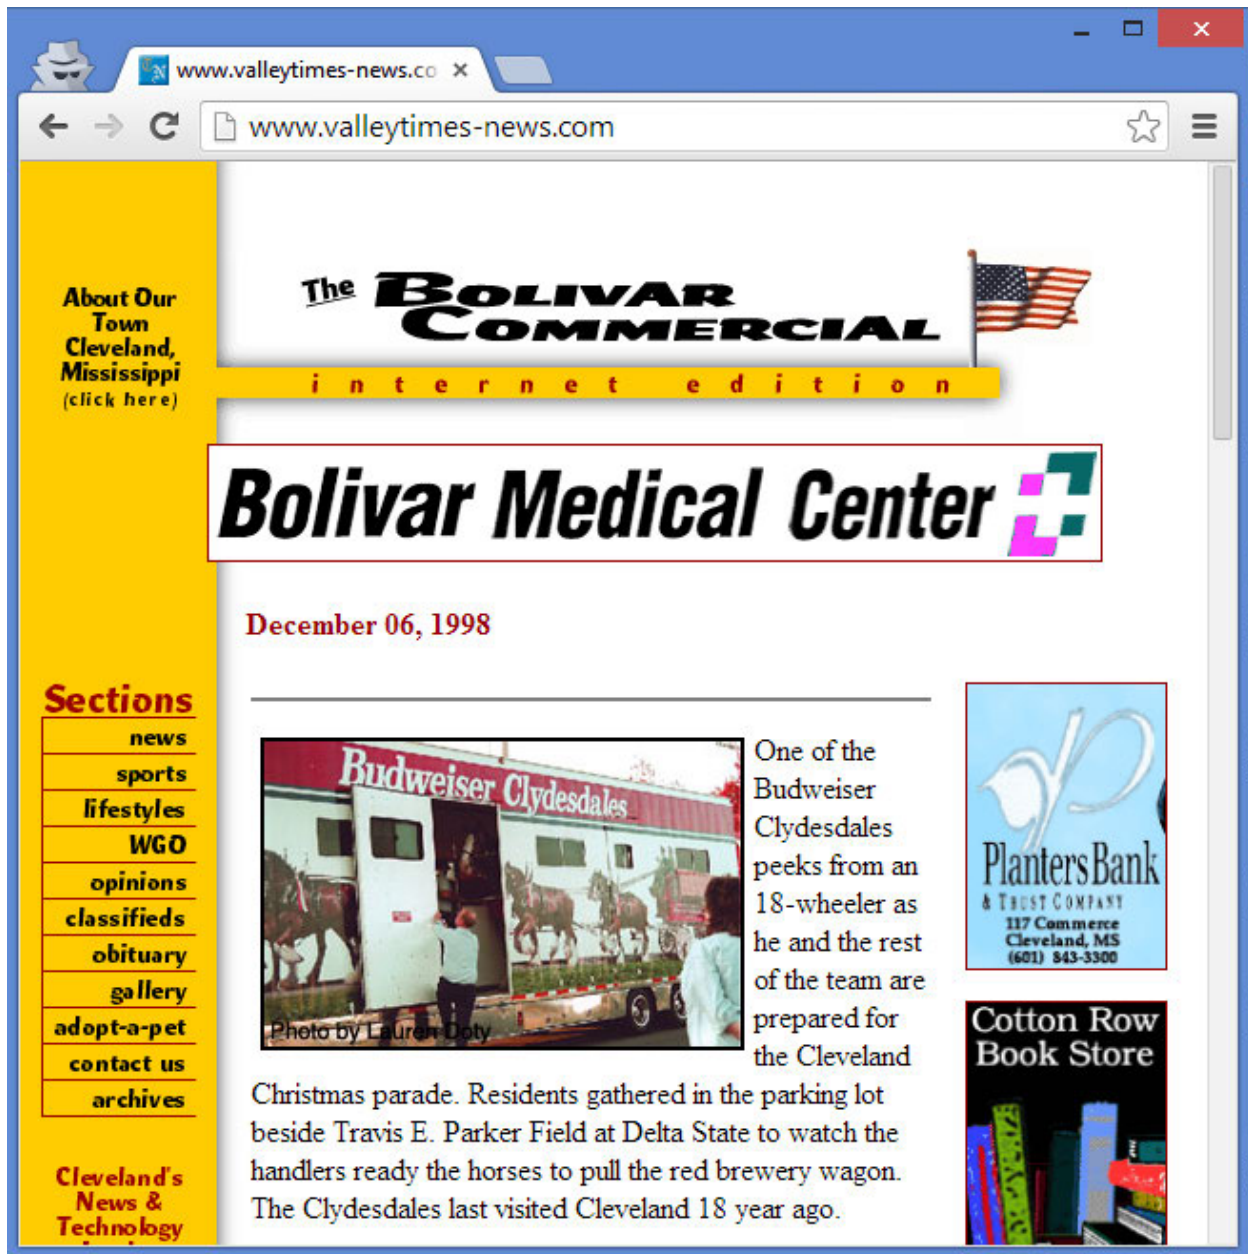 www.valleytimes-news.co
www.valleytimes-news.com
About Our
Town
Cleveland,
Mississippi
(click here)
The BOLIVAR
COMMERCIAL
internet edition
Bolivar Medical Center
December 06, 1998
Sections
news
sports
lifestyles
WGO
opinions
classifieds
obituary
gallery
adopt-a-pet
contact us
archives
Cleveland's
News &
Technology
Budweiser Clydesdales
Photo by Lauren Doty
One of the
Budweiser
Clydesdales
peeks from an
18-wheeler as
he and the rest
of the team are
prepared for
the Cleveland
Christmas parade. Residents gathered in the parking lot
beside Travis E. Parker Field at Delta State to watch the
handlers ready the horses to pull the red brewery wagon.
The Clydesdales last visited Cleveland 18 year ago.
Planters Bank
& TRUST COMPANY
117 Commerce
Cleveland, MS
(601) 843-3300
Cotton Row
Book Store